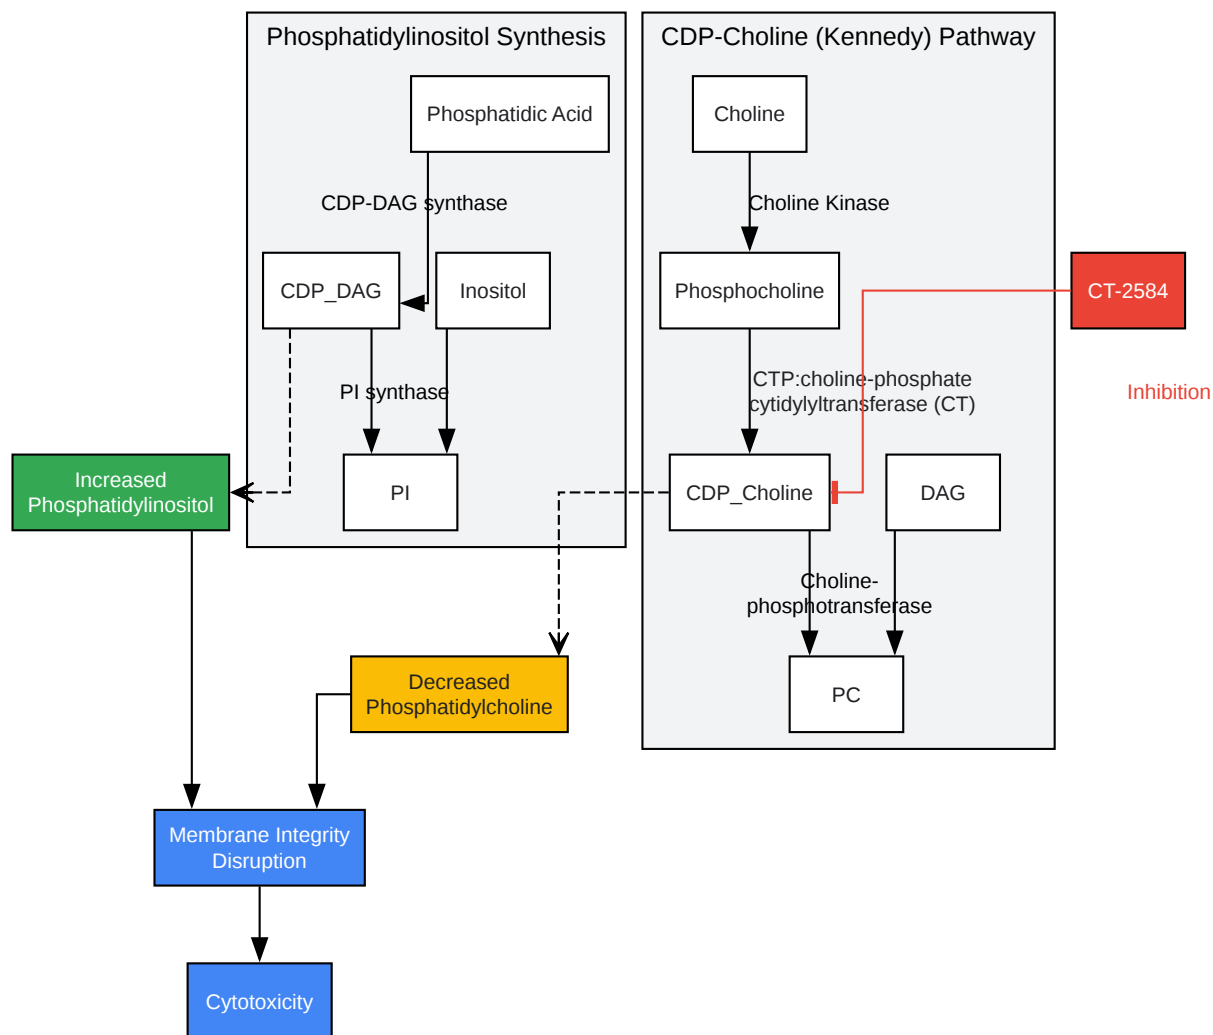 Phosphatidylinositol Synthesis
CDP-Choline (Kennedy) Pathway
Phosphatidic Acid
Choline
CDP-DAG synthase
Choline Kinase
CDP_DAG
Inositol
Phosphocholine
CT-2584
PI synthase
CTP:choline-phosphate
cytidylyltransferase (CT)
Inhibition
Increased
Phosphatidylinositol
PI
CDP_Choline
DAG
Choline-
phosphotransferase
Decreased
Phosphatidylcholine
PC
Membrane Integrity
Disruption
Cytotoxicity